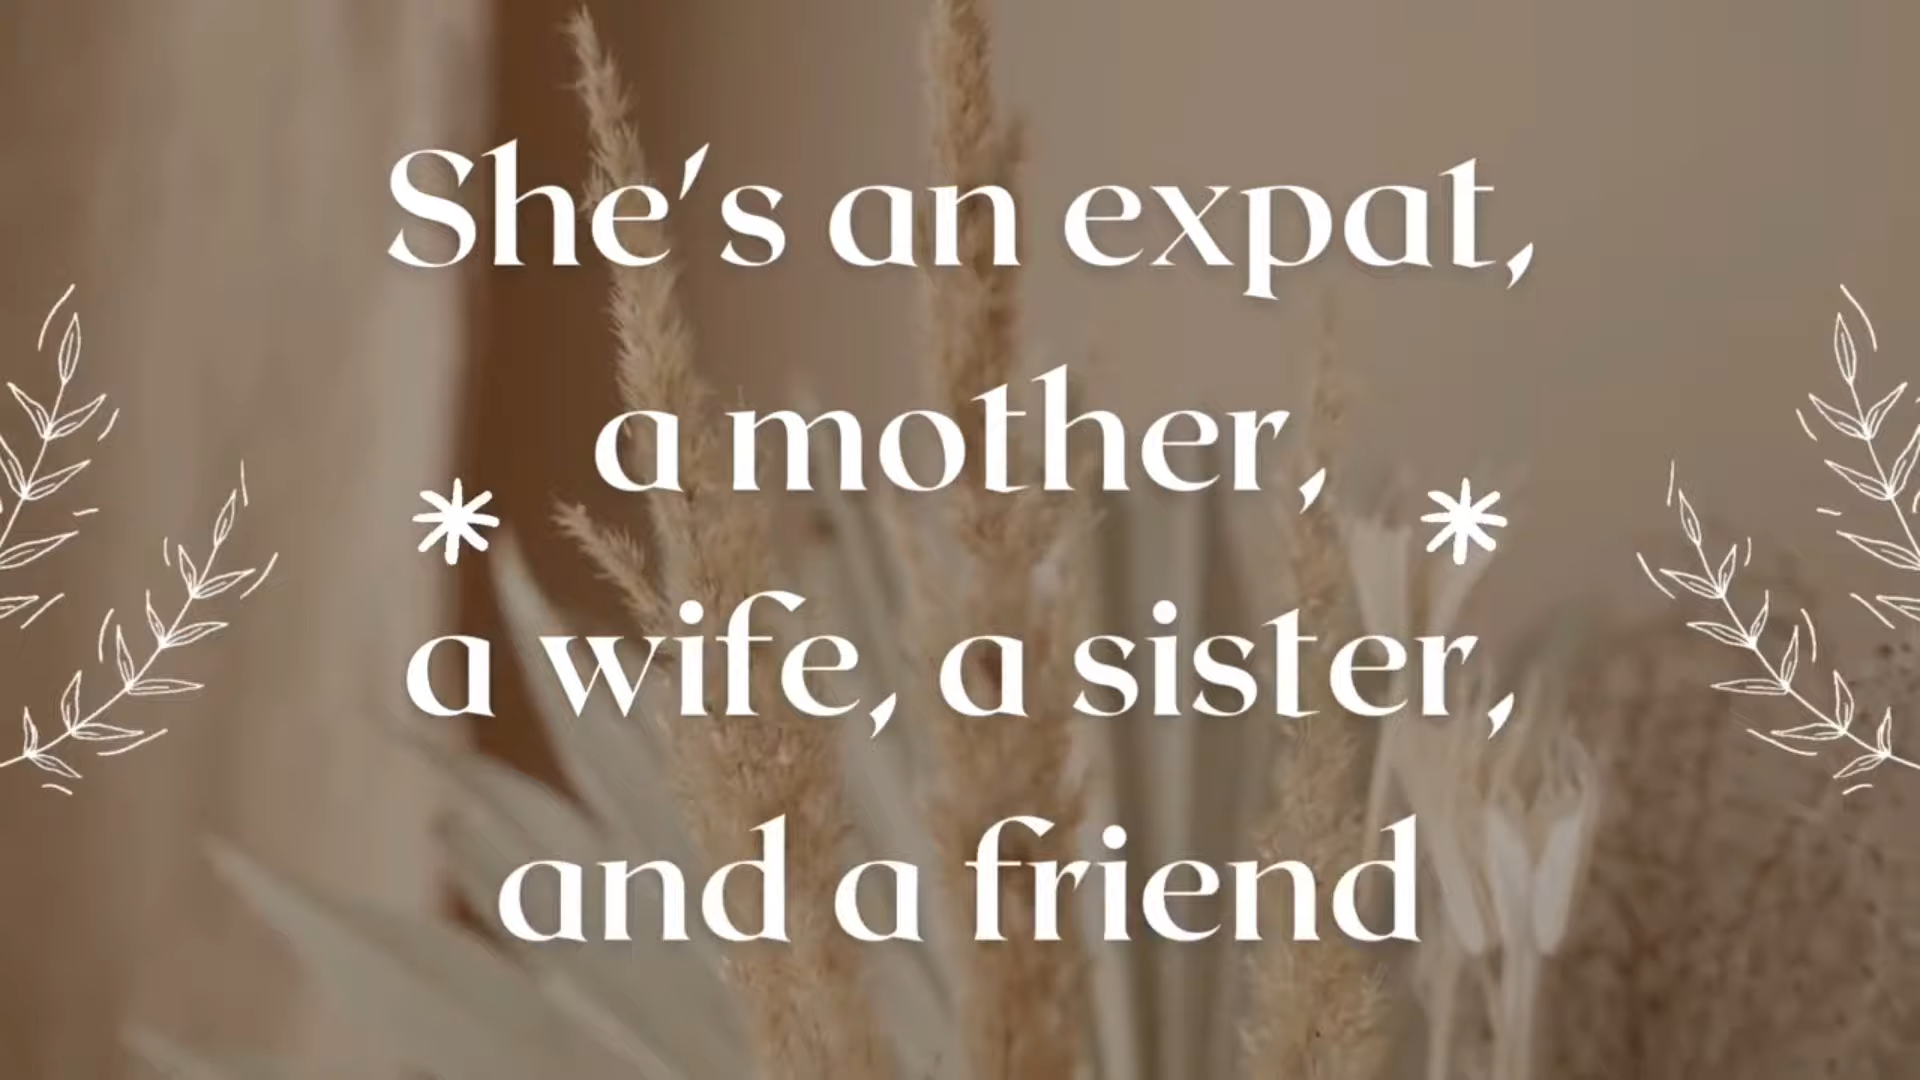 She's an expat,
a mother,
a wife, a sister,
and a friend